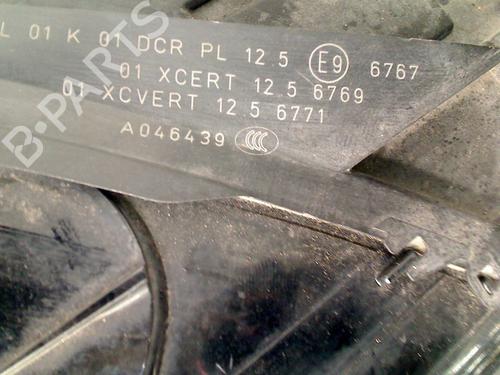 L 01 K 01 DCR PL 12.5 E9 6767
01 XCERT 12.5 6769
01 XCVERT 12 5 6771
A046439 CCC
B-PARTS